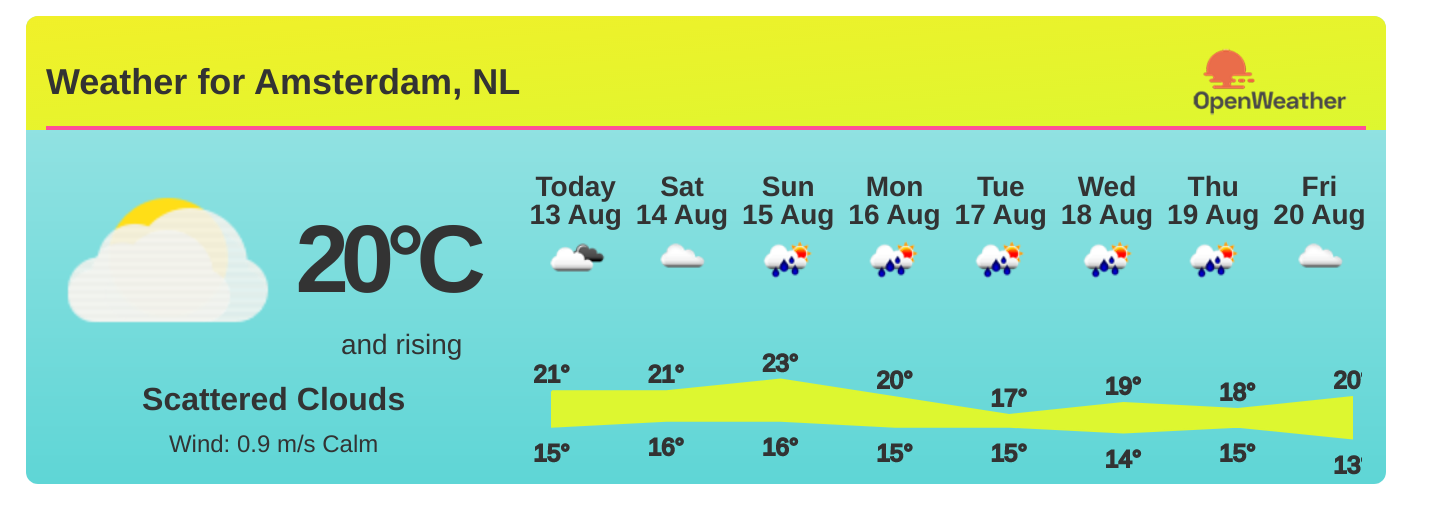 Weather for Amsterdam, NL
OpenWeather
20°C
and rising
Scattered Clouds
Wind: 0.9 m/s Calm
Today Sat Sun Mon Tue Wed Thu Fri
13 Aug 14 Aug 15 Aug 16 Aug 17 Aug 18 Aug 19 Aug 20 Aug
21° 21° 23° 20° 17° 19° 18° 20
15° 16° 16° 15° 15° 14° 15° 13